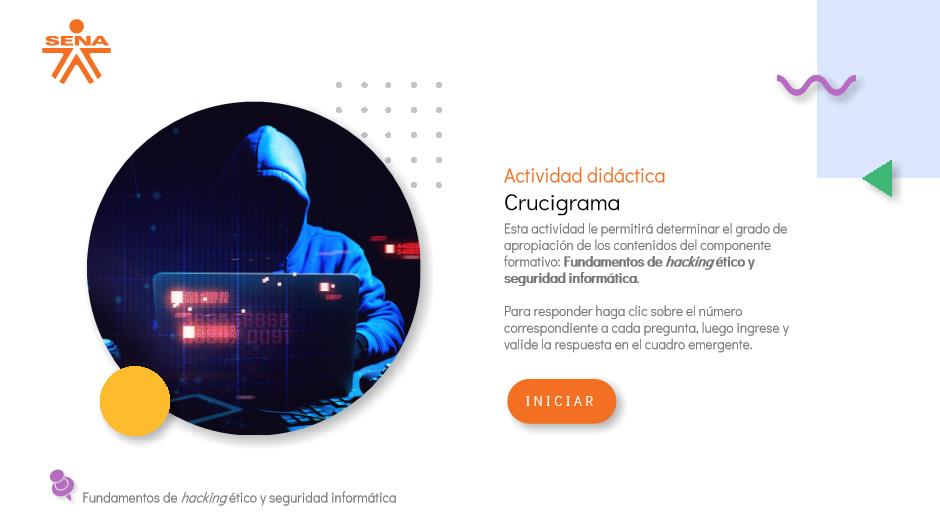 SENA
Actividad didáctica
Crucigrama
Esta actividad le permitirá determinar el grado de
apropiación de los contenidos del componente
formativo: Fundamentos de hacking ético y
seguridad informática.
Para responder haga clic sobre el número
correspondiente a cada pregunta, luego ingrese y
valide la respuesta en el cuadro emergente.
INICIAR
Fundamentos de hacking ético y seguridad informática